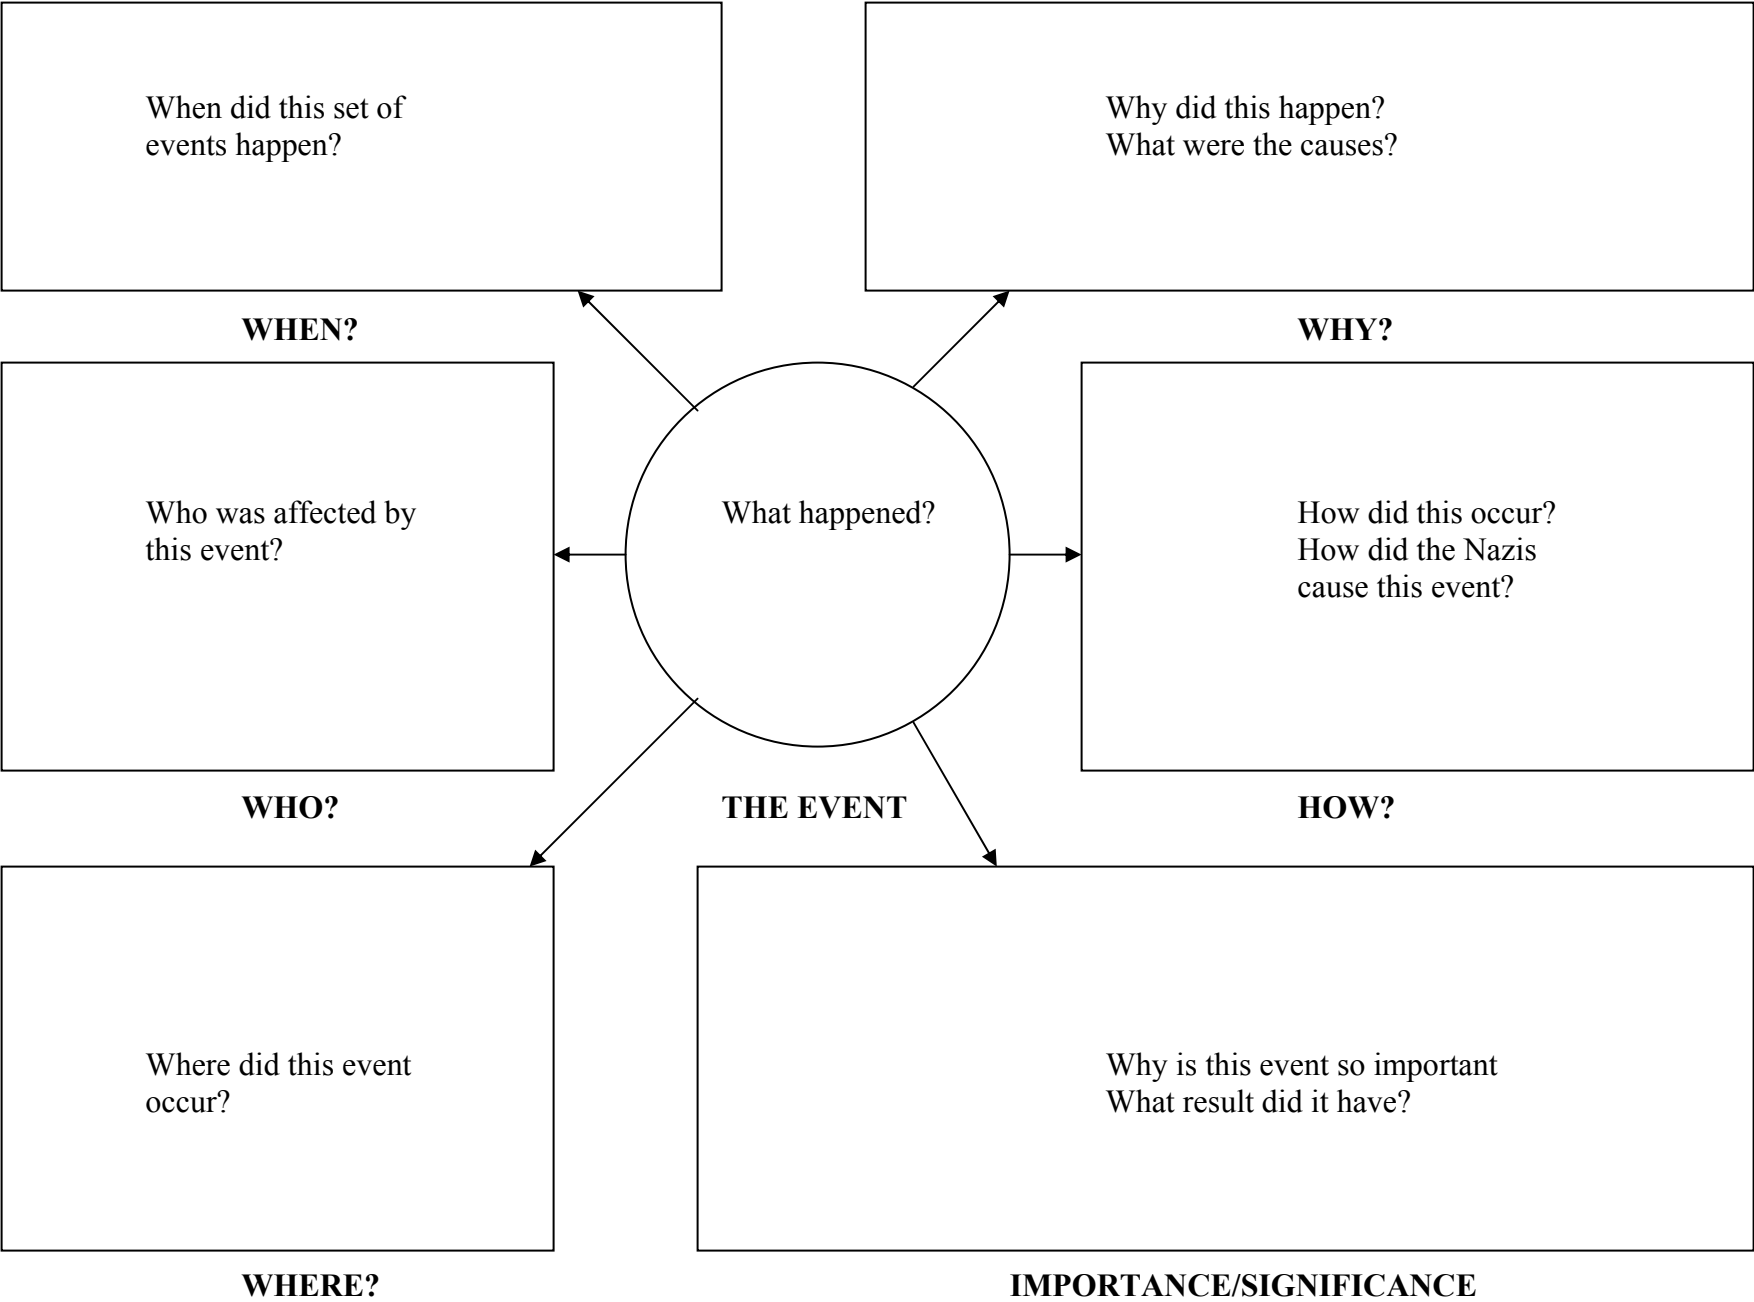 When did this set of
events happen?
Why did this happen?
What were the causes?
WHEN?
WHY?
Who was affected by
this event?
What happened?
How did this occur?
How did the Nazis
cause this event?
WHO?
THE EVENT
HOW?
Where did this event
occur?
Why is this event so important
What result did it have?
WHERE?
IMPORTANCE/SIGNIFICANCE